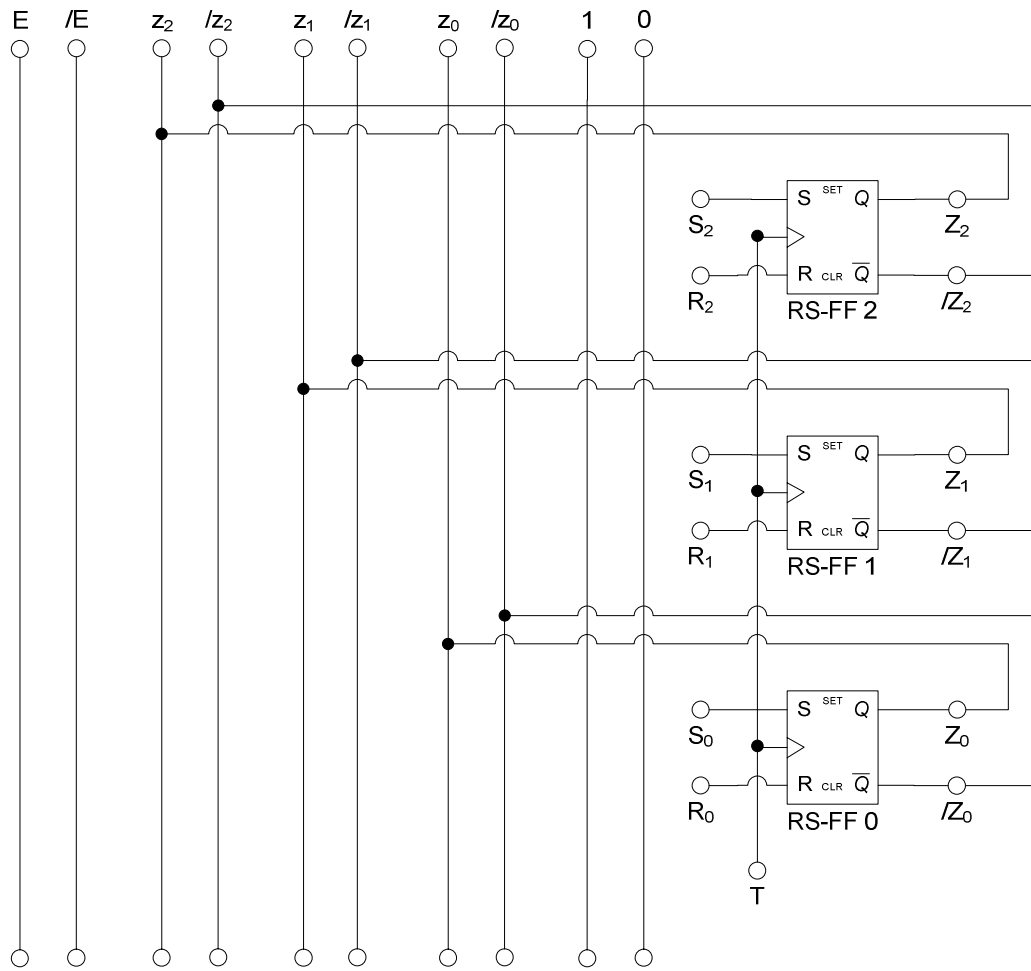 E /E z₂ /z₂ z₁ /z₁ z₀ /z₀ 1 0
S SET Q
S₂ Z₂
R CLR Q̅
R₂ /Z₂
RS-FF 2
S SET Q
S₁ Z₁
R CLR Q̅
R₁ /Z₁
RS-FF 1
S SET Q
S₀ Z₀
R CLR Q̅
R₀ /Z₀
RS-FF 0
T